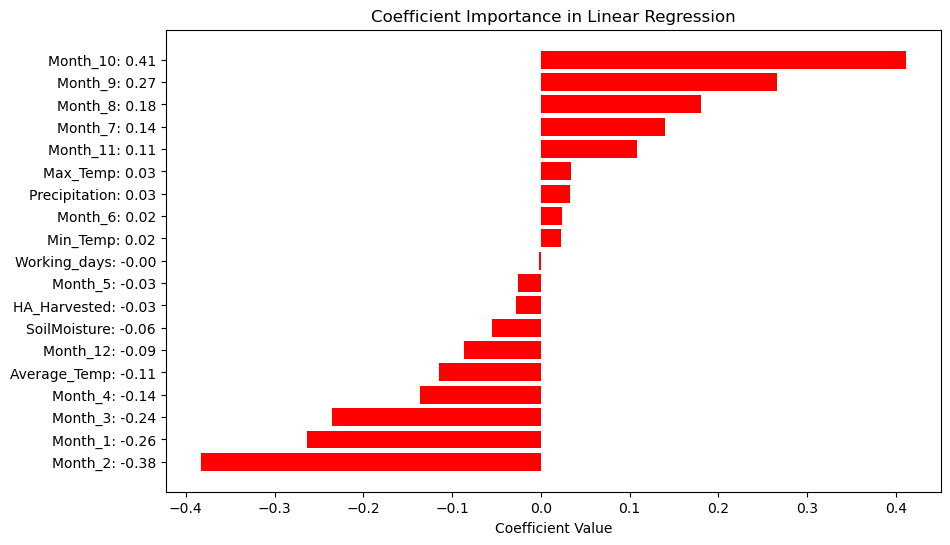 Coefficient Importance in Linear Regression
Month_10: 0.41
Month_9: 0.27
Month_8: 0.18
Month_7: 0.14
Month_11: 0.11
Max_Temp: 0.03
Precipitation: 0.03
Month_6: 0.02
Min_Temp: 0.02
Working_days: -0.00
Month_5: -0.03
HA_Harvested: -0.03
SoilMoisture: -0.06
Month_12: -0.09
Average_Temp: -0.11
Month_4: -0.14
Month_3: -0.24
Month_1: -0.26
Month_2: -0.38
−0.4 −0.3 −0.2 −0.1 0.0 0.1 0.2 0.3 0.4
Coefficient Value